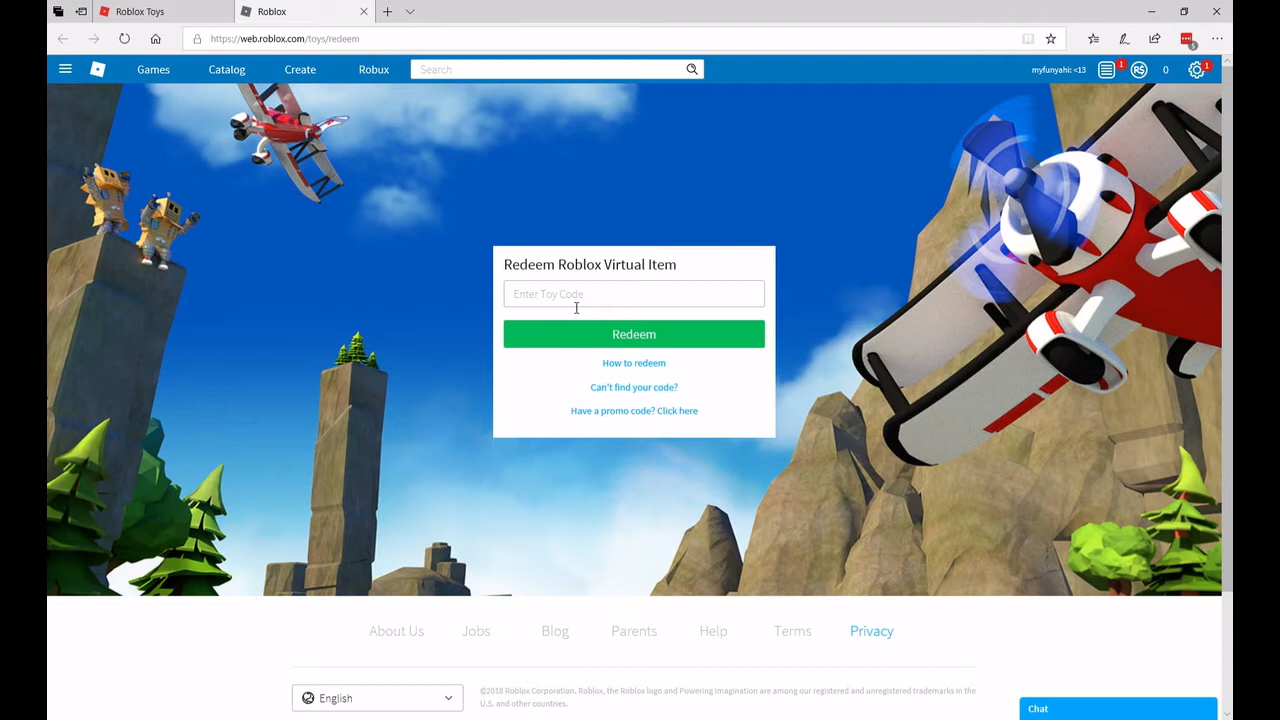 Roblox Toys
Roblox
https://web.roblox.com/toys/redeem
5
Games
Catalog
Create
Robux
Search
myfunyahi: <13
1
0
1
Redeem Roblox Virtual Item
Enter Toy Code
Redeem
How to redeem
Can't find your code?
Have a promo code? Click here
About Us
Jobs
Blog
Parents
Help
Terms
Privacy
English
©2018 Roblox Corporation. Roblox, the Roblox logo and Powering Imagination are among our registered and unregistered trademarks in the
U.S. and other countries.
Chat